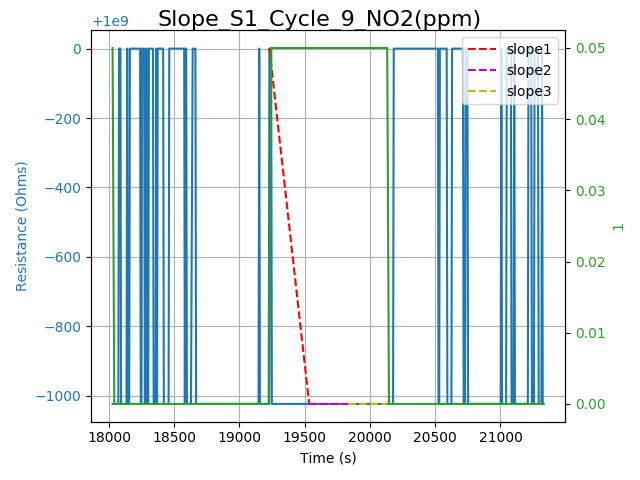 Slope_S1_Cycle_9_NO2(ppm)
+1e9
0
−200
−400
−600
−800
−1000
Resistance (Ohms)
slope1
slope2
slope3
0.05
0.04
0.03
0.02
0.01
0.00
1
18000 18500 19000 19500 20000 20500 21000
Time (s)